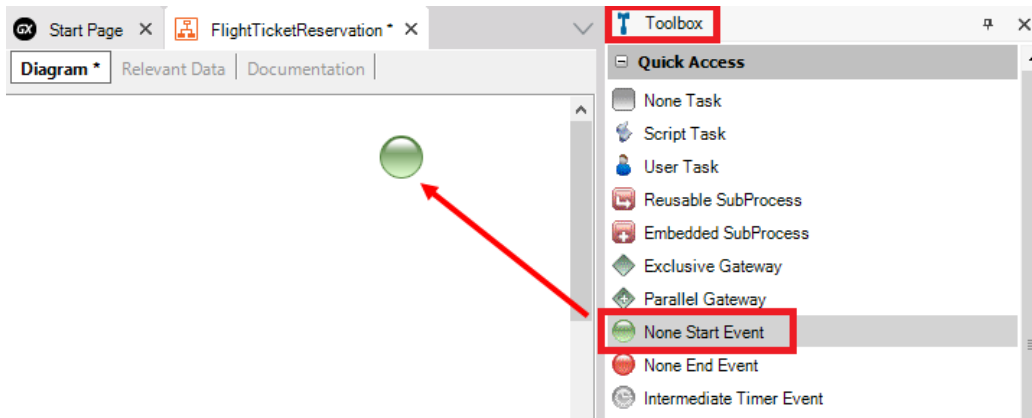 GX Start Page FlightTicketReservation *
Diagram * Relevant Data Documentation
Toolbox
Quick Access
None Task
Script Task
User Task
Reusable SubProcess
Embedded SubProcess
Exclusive Gateway
Parallel Gateway
None Start Event
None End Event
Intermediate Timer Event